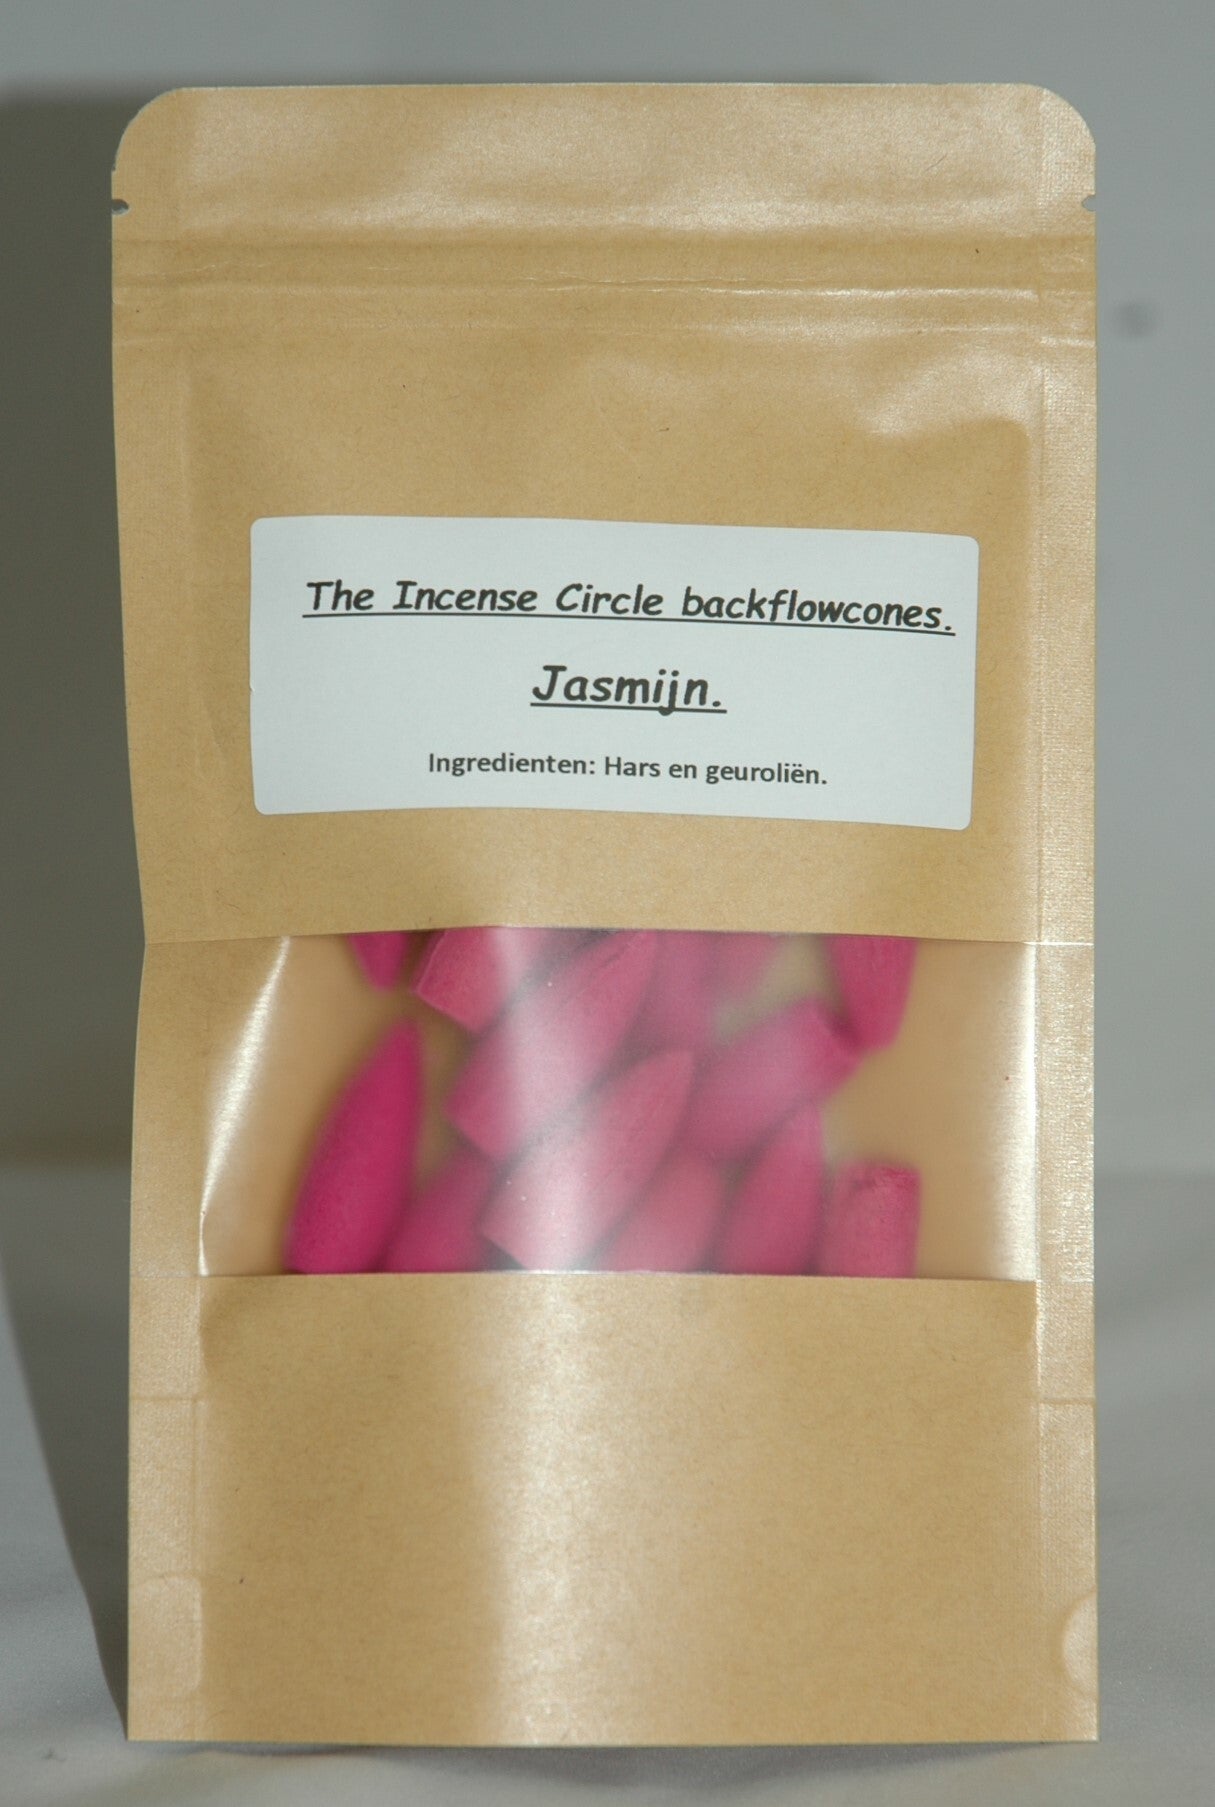 The Incense Circle backflowcones.
Jasmijn.
Ingredienten: Hars en geuroliën.